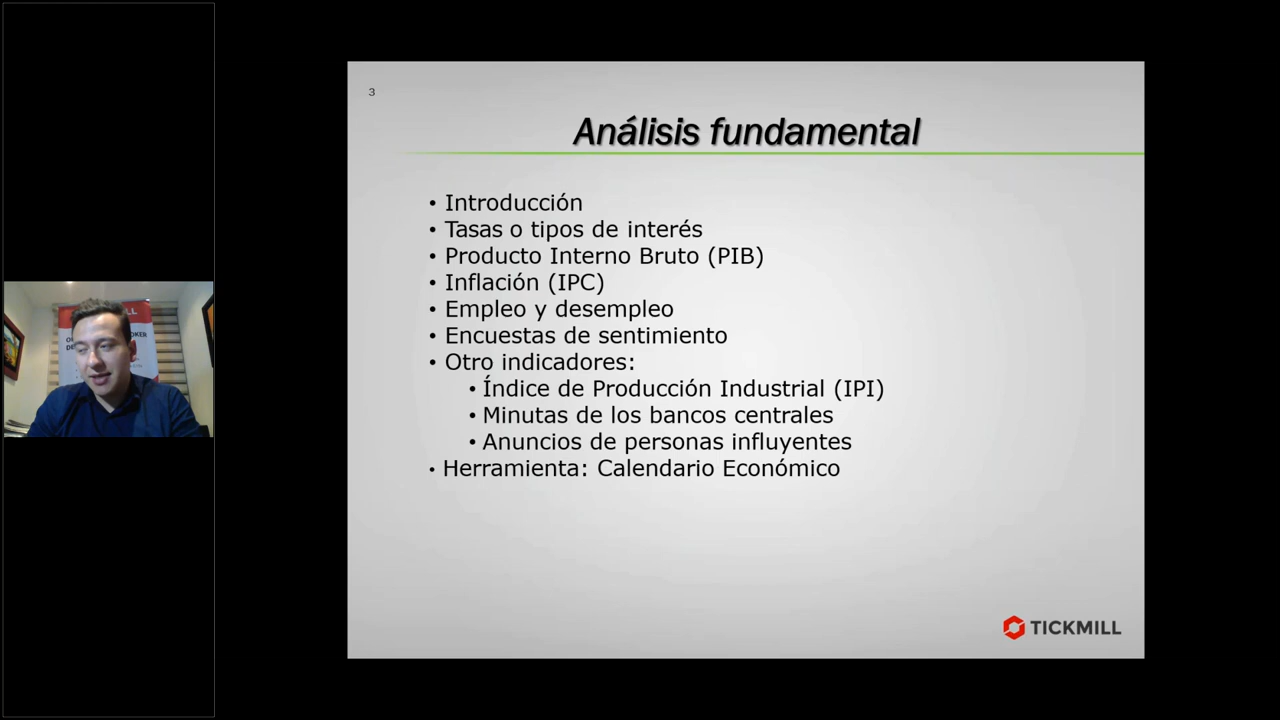 3
Análisis fundamental
• Introducción
• Tasas o tipos de interés
• Producto Interno Bruto (PIB)
• Inflación (IPC)
• Empleo y desempleo
• Encuestas de sentimiento
• Otro indicadores:
• Índice de Producción Industrial (IPI)
• Minutas de los bancos centrales
• Anuncios de personas influyentes
• Herramienta: Calendario Económico
TICKMILL